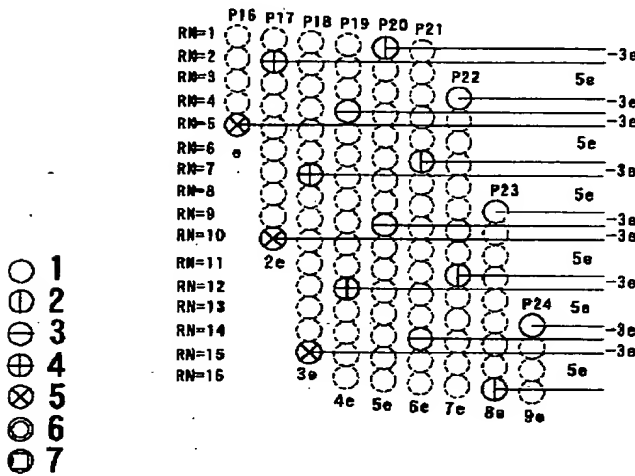 P16 P17 P18 P19 P20 P21
RN=1
RN=2 -3e
RN=3 P22 5e
RN=4 -3e
-3e
RN=5
RN=6 e 5e
RN=7 -3e
RN=8 P23 5e
RN=9 -3e
RN=10 -3e
RN=11 2e 5e
RN=12 -3e
RN=13 P24 5e
RN=14 -3e
RN=15 -3e
RN=16 3e 5e
4e 5e 6e 7e 8e 9e
1
2
3
4
5
6
7